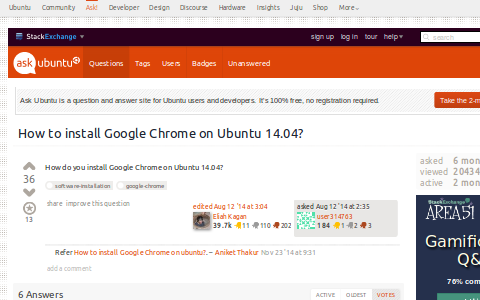 Ubuntu Community Ask! Developer Design Discourse Hardware Insights Juju Shop More
StackExchange sign up log in tour help search
ask ubuntu Questions Tags Users Badges Unanswered
Ask Ubuntu is a question and answer site for Ubuntu users and developers. It's 100% free, no registration required. Take the 2-m
How to install Google Chrome on Ubuntu 14.04?
36
13
How do you install Google Chrome on Ubuntu 14.04?
software-installation google-chrome
share improve this question
edited Aug 12 '14 at 3:04
Eliah Kagan
39.7k 11 110 202
asked Aug 12 '14 at 2:35
user314763
184 1 2 3
Refer How to install Google Chrome on ubuntu?. – Aniket Thakur Nov 23 '14 at 9:31
add a comment
6 Answers
ACTIVE OLDEST VOTES
asked 6 mon
viewed 20434
active 2 mon
StackExchange
AREA51
Gamific
Q&
76% com